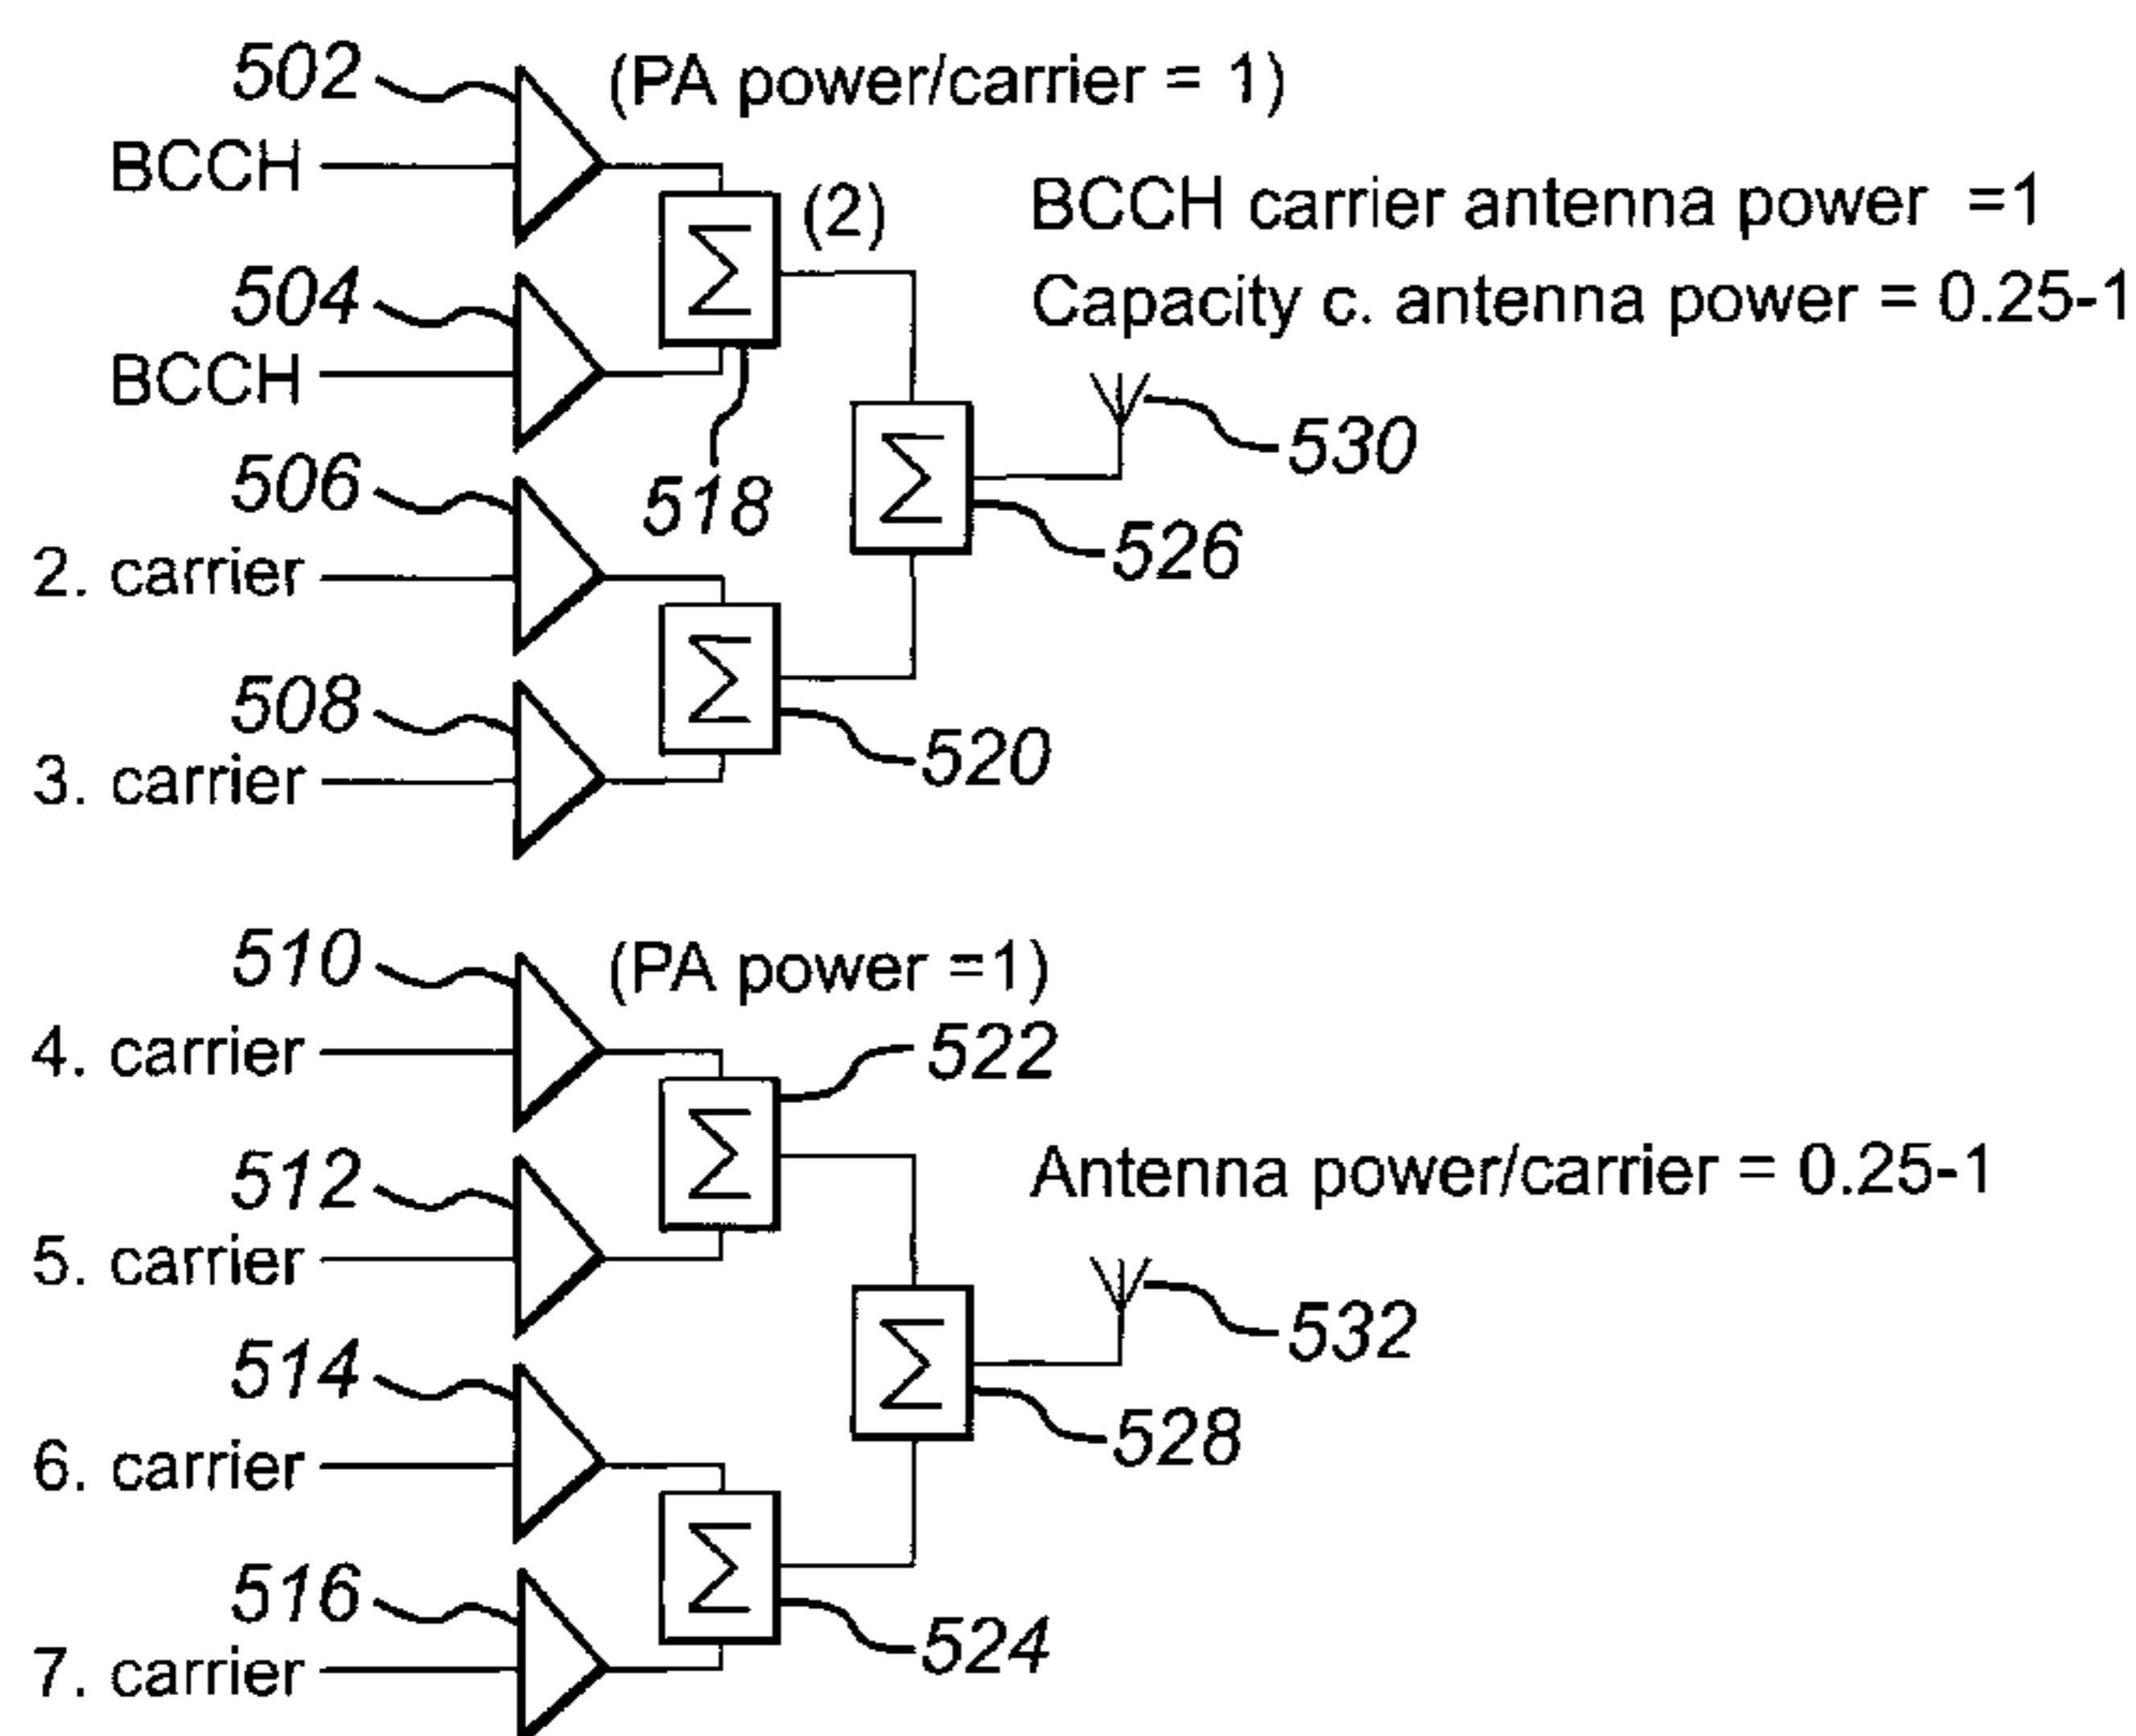 502
(PA power/carrier = 1)
BCCH
(2)
BCCH carrier antenna power =1
504
Capacity c. antenna power = 0.25-1
BCCH
530
506
518
526
2. carrier
Σ
Σ
Σ
508
520
3. carrier
510
(PA power =1)
4. carrier
522
512
Σ
Antenna power/carrier = 0.25-1
5. carrier
532
514
Σ
528
6. carrier
516
Σ
524
7. carrier